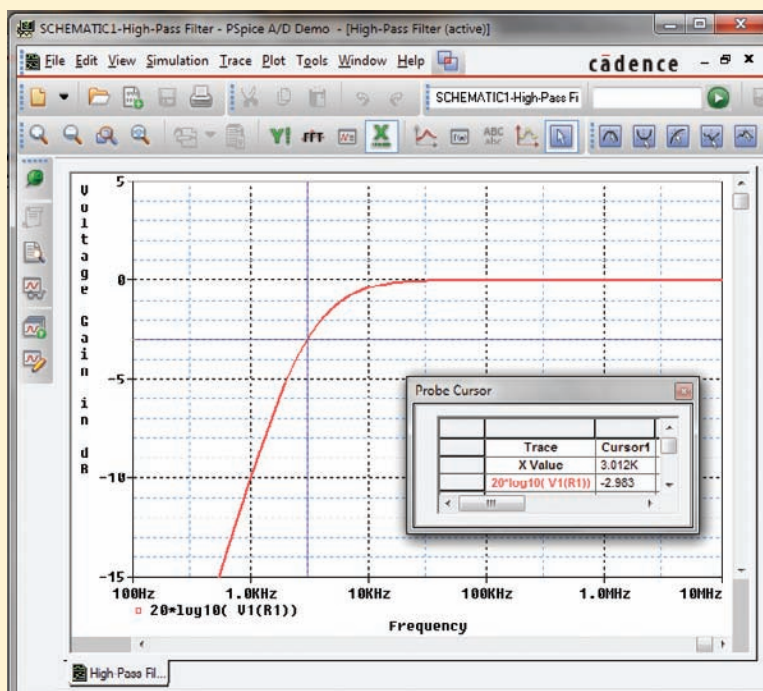 SCHEMATIC1-High-Pass Filter - PSpice A/D Demo - [High-Pass Filter (active)]
File Edit View Simulation Trace Plot Tools Window Help
cādence
SCHEMATIC1-High-Pass Fi
ABC
abc
Voltage Gain in dB
5
0
-5
-10
-15
100Hz 1.0KHz 10KHz 100KHz 1.0MHz 10MHz
20*log10( V1(R1))
Frequency
Probe Cursor
Trace Cursor1
X Value 3.012K
20*log10( V1(R1)) -2.983
High-Pass Fil...